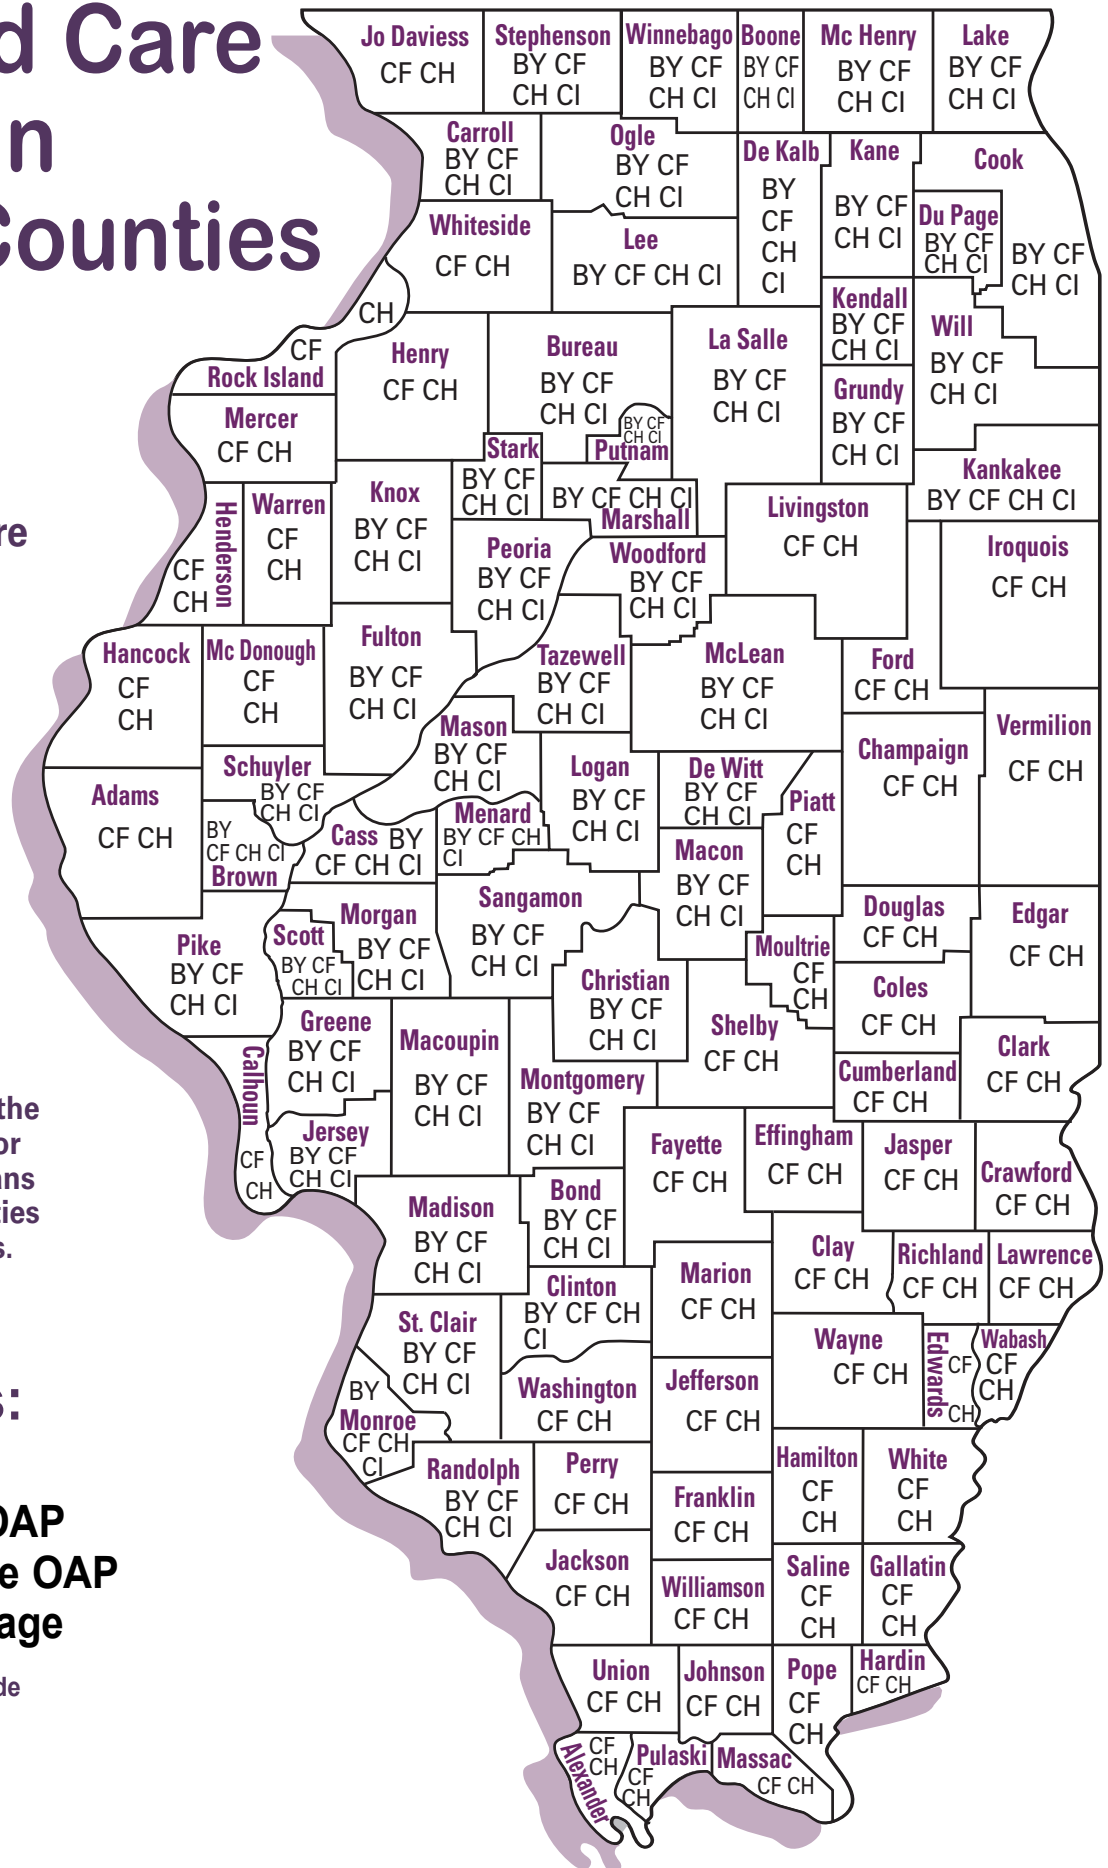 d Care
n
Counties
re
the
or
ans
ties
s.
s:
OAP
e OAP
age
de
Jo Daviess
CF CH
Stephenson
BY CF
CH CI
Winnebago
BY CF
CH CI
Boone
BY CF
CH CI
Mc Henry
BY CF
CH CI
Lake
BY CF
CH CI
Carroll
BY CF
CH CI
Ogle
BY CF
CH CI
De Kalb
BY
CF
CH
CI
Kane
BY CF
CH CI
Cook
BY CF
CH CI
Du Page
BY CF
CH CI
Whiteside
CF CH
Lee
BY CF CH CI
Kendall
BY CF
CH CI
Will
BY CF
CH CI
CH
CF
Rock Island
Henry
CF CH
Bureau
BY CF
CH CI
La Salle
BY CF
CH CI
Grundy
BY CF
CH CI
Mercer
CF CH
BY CF
CH CI
Putnam
Stark
BY CF
CH CI
Kankakee
BY CF CH CI
Henderson
CF
CH
Warren
CF
CH
Knox
BY CF
CH CI
BY CF CH CI
Marshall
Livingston
CF CH
Peoria
BY CF
CH CI
Woodford
BY CF
CH CI
Iroquois
CF CH
Hancock
CF
CH
Mc Donough
CF
CH
Fulton
BY CF
CH CI
Tazewell
BY CF
CH CI
McLean
BY CF
CH CI
Ford
CF CH
Mason
BY CF
CH CI
Vermilion
CF CH
Schuyler
BY CF
CH CI
Logan
BY CF
CH CI
De Witt
BY CF
CH CI
Champaign
CF CH
Adams
CF CH
BY
CF CH CI
Brown
Cass BY
CF CH CI
Menard
BY CF CH
CI
Piatt
CF
CH
Macon
BY CF
CH CI
Sangamon
BY CF
CH CI
Douglas
CF CH
Edgar
CF CH
Pike
BY CF
CH CI
Scott
BY CF
CH CI
Morgan
BY CF
CH CI
Moultrie
CF
CH
Christian
BY CF
CH CI
Coles
CF CH
Greene
BY CF
CH CI
Macoupin
BY CF
CH CI
Shelby
CF CH
Clark
CF CH
Calhoun
CF
CH
Montgomery
BY CF
CH CI
Cumberland
CF CH
Jersey
BY CF
CH CI
Fayette
CF CH
Effingham
CF CH
Jasper
CF CH
Crawford
CF CH
Madison
BY CF
CH CI
Bond
BY CF
CH CI
Clay
CF CH
Richland
CF CH
Lawrence
CF CH
Marion
CF CH
Clinton
BY CF CH
CI
St. Clair
BY CF
CH CI
Wayne
CF CH
Edwards
CF
CH
Wabash
CF
CH
Washington
CF CH
Jefferson
CF CH
BY
Monroe
CF CH
CI
Randolph
BY CF
CH CI
Perry
CF CH
Hamilton
CF
CH
White
CF
CH
Franklin
CF CH
Jackson
CF CH
Williamson
CF CH
Saline
CF
CH
Gallatin
CF
CH
Union
CF CH
Johnson
CF CH
Pope
CF
CH
Hardin
CF CH
Alexander
CF
CH
Pulaski
CF
CH
Massac
CF CH